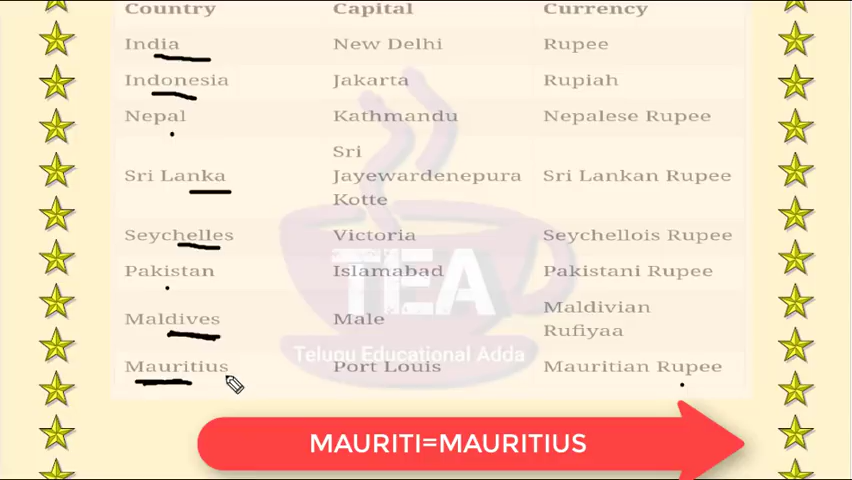 Country Capital Currency
India New Delhi Rupee
Indonesia Jakarta Rupiah
Nepal Kathmandu Nepalese Rupee
Sri
Sri Lanka Jayewardenepura Sri Lankan Rupee
Kotte
Seychelles Victoria Seychellois Rupee
Pakistan Islamabad Pakistani Rupee
Maldives Male Maldivian
Rufiyaa
Mauritius Port Louis Mauritian Rupee
TEA
Telupu Educational Adda
MAURITI=MAURITIUS